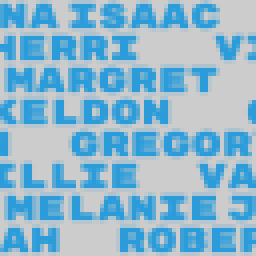 NA ISAAC
HERRI VI
MARGRET
KELDON
GREGOR
ILLIE VA
MELANIE J
AH ROBER